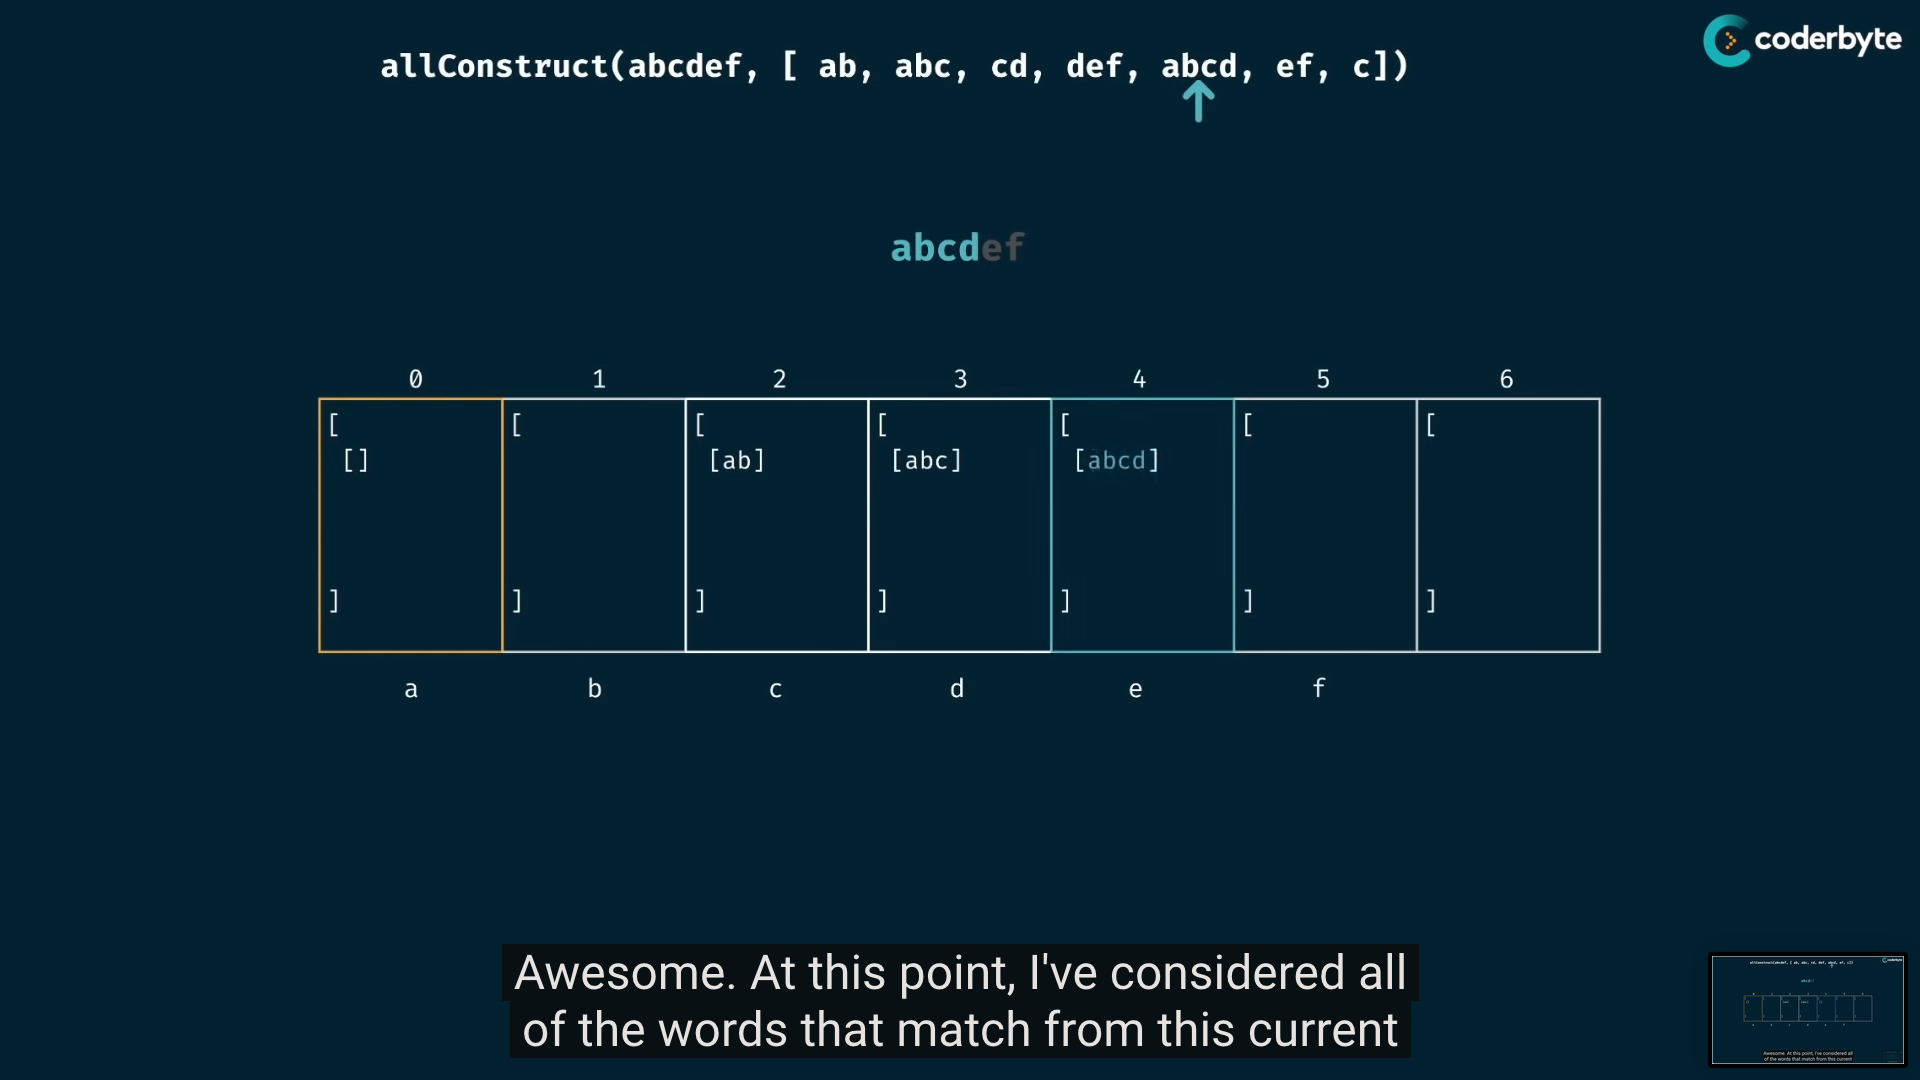 coderbyte
allConstruct(abcdef, [ ab, abc, cd, def, abcd, ef, c])
abcdef
0 1 2 3 4 5 6
[ [ [ [ [ [ [
[] [ab] [abc] [abcd]
] ] ] ] ] ] ]
a b c d e f
Awesome. At this point, I've considered all
of the words that match from this current